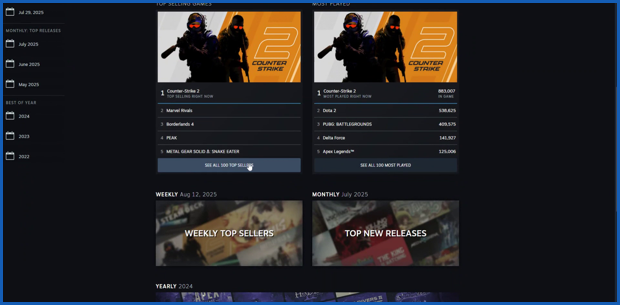 Jul 29, 2025
MONTHLY: TOP RELEASES
July 2025
June 2025
May 2025
BEST OF YEAR
2024
2023
2022
TOP SELLING GAMES
2
COUNTER
STRIKE
1 Counter-Strike 2
TOP SELLING RIGHT NOW
2 Marvel Rivals
3 Borderlands 4
4 PEAK
5 METAL GEAR SOLID Δ: SNAKE EATER
SEE ALL 100 TOP SELLERS
MOST PLAYED
2
COUNTER
STRIKE
1 Counter-Strike 2 883,007
MOST PLAYED RIGHT NOW IN GAME
2 Dota 2 538,625
3 PUBG: BATTLEGROUNDS 409,575
4 Delta Force 141,927
5 Apex Legends™ 125,006
SEE ALL 100 MOST PLAYED
WEEKLY Aug 12, 2025
WEEKLY TOP SELLERS
MONTHLY July 2025
TOP NEW RELEASES
YEARLY 2024